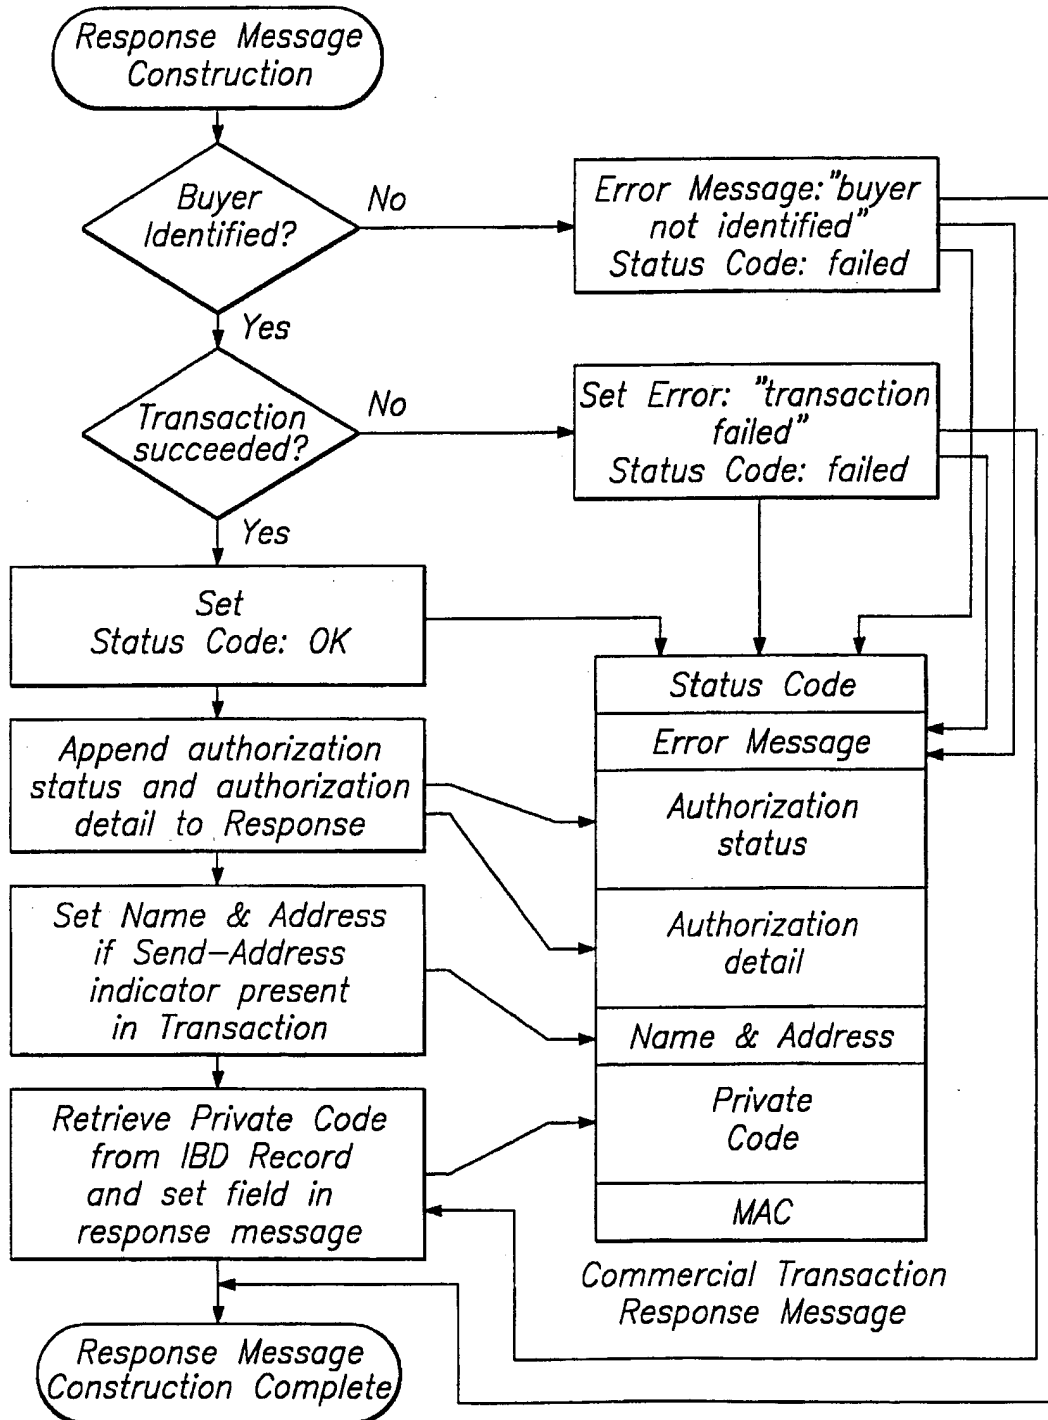 Response Message
Construction
Buyer
Identified?
No
Error Message:"buyer
not identified"
Status Code: failed
Yes
Transaction
succeeded?
No
Set Error: "transaction
failed"
Status Code: failed
Yes
Set
Status Code: OK
Append authorization
status and authorization
detail to Response
Set Name & Address
if Send-Address
indicator present
in Transaction
Retrieve Private Code
from IBD Record
and set field in
response message
Response Message
Construction Complete
Status Code
Error Message
Authorization
status
Authorization
detail
Name & Address
Private
Code
MAC
Commercial Transaction
Response Message